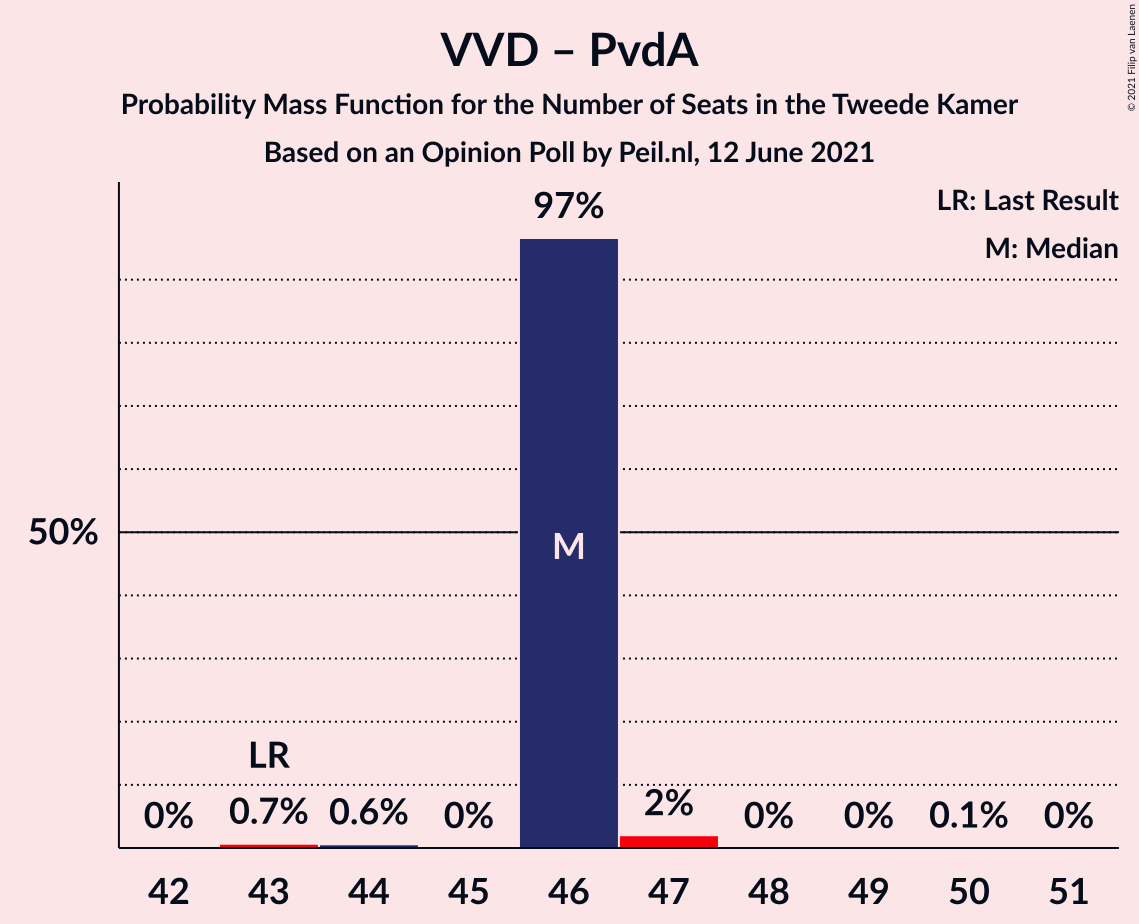 VVD – PvdA
Probability Mass Function for the Number of Seats in the Tweede Kamer
Based on an Opinion Poll by Peil.nl, 12 June 2021
© 2021 Filip van Laenen
LR: Last Result
M: Median
97%
50%
M
LR
0% 0.7% 0.6% 0% 2% 0% 0% 0.1% 0%
42 43 44 45 46 47 48 49 50 51